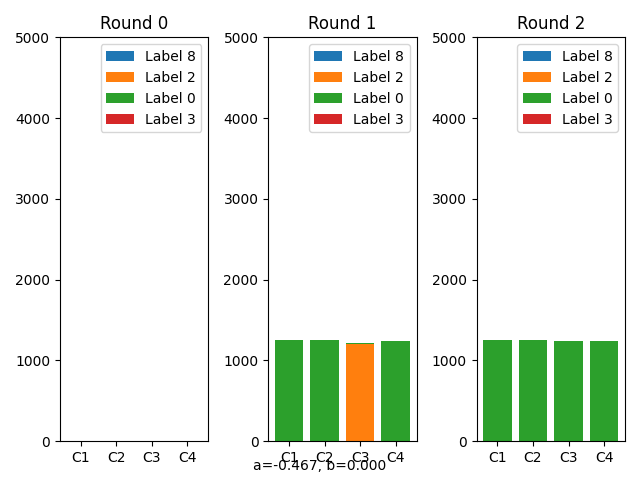 Round 0
Round 1
Round 2
5000
4000
3000
2000
1000
0
Label 8
Label 2
Label 0
Label 3
C1 C2 C3 C4
5000
4000
3000
2000
1000
0
Label 8
Label 2
Label 0
Label 3
C1 C2 C3 C4
5000
4000
3000
2000
1000
0
Label 8
Label 2
Label 0
Label 3
C1 C2 C3 C4
a=-0.467, b=0.000